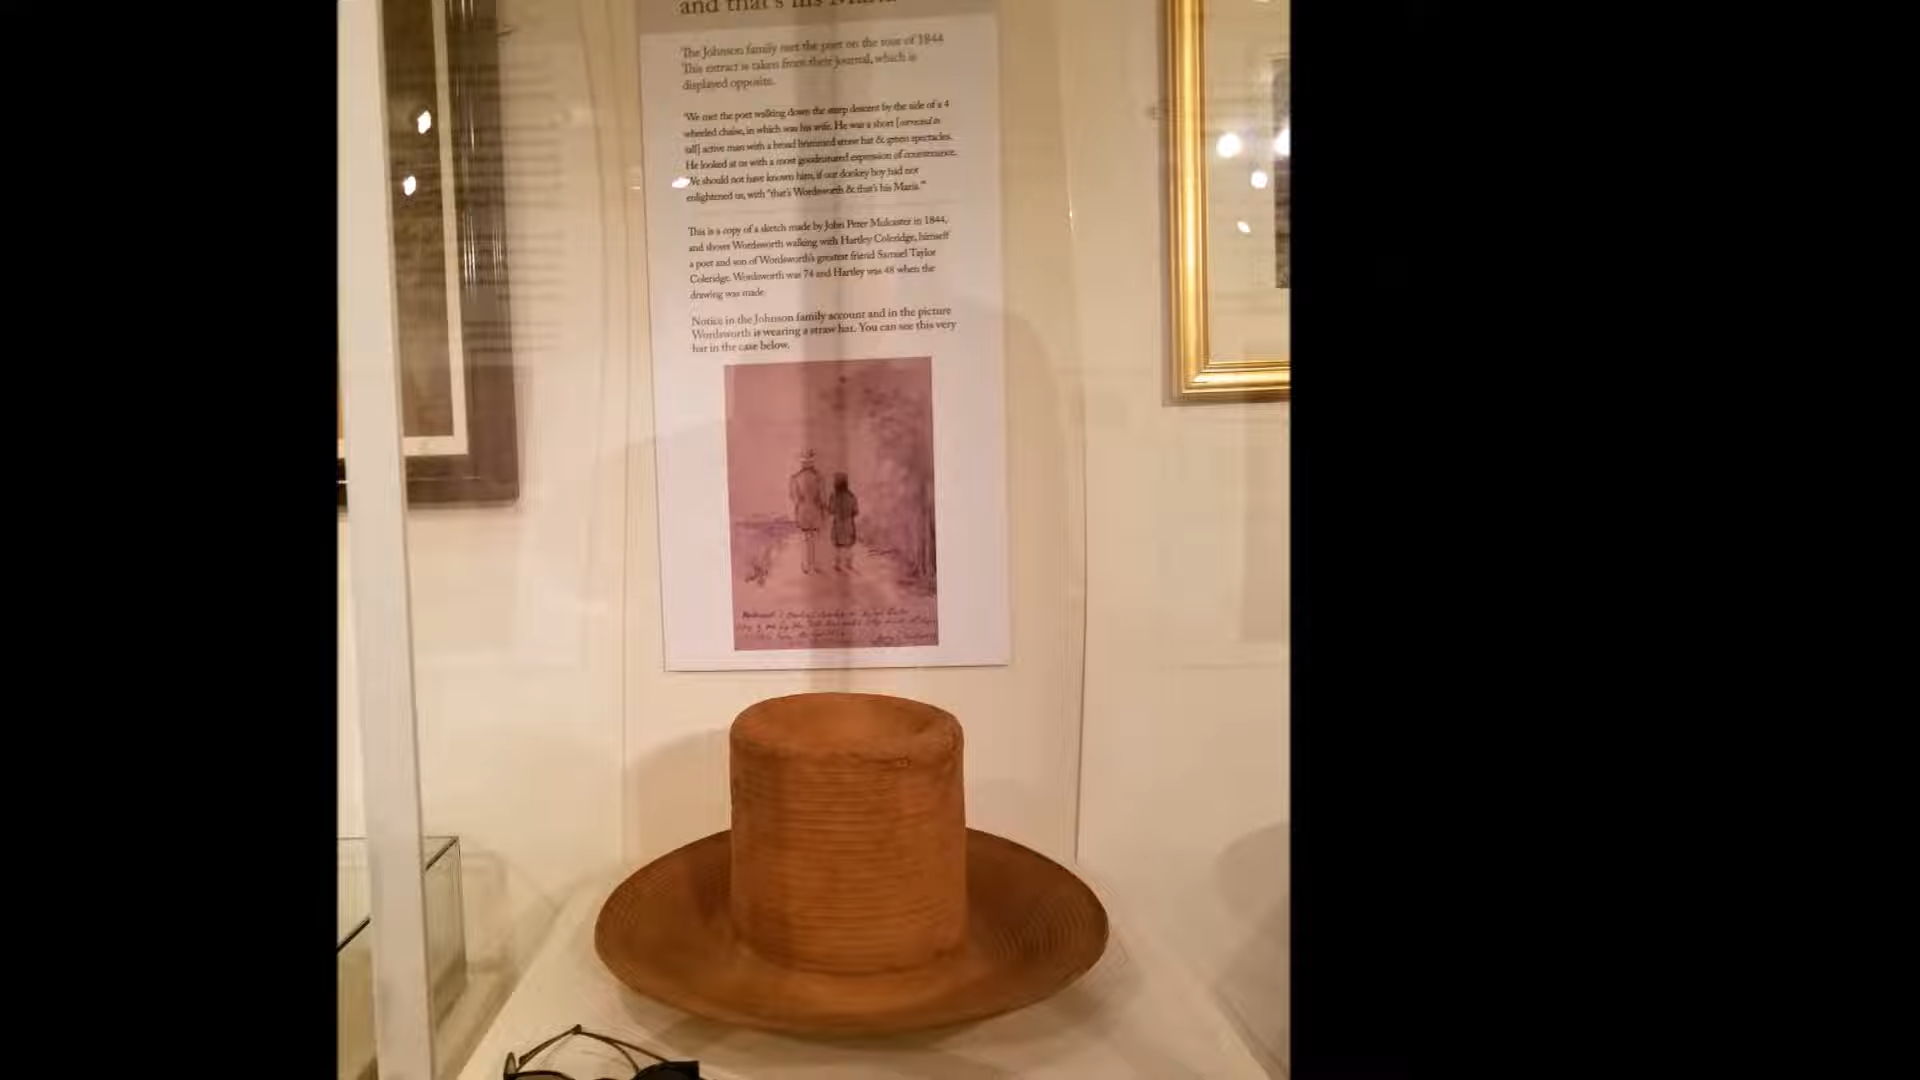 and that's his Maria
The Johnson family met the poet on the tour of 1844
This extract is taken from their journal, which is
displayed opposite.
'We met the poet walking down the steep descent by the side of a 4
wheeled chaise, in which was his wife. He was a short [corrected to
tall] active man with a broad brimmed straw hat & green spectacles.
He looked at us with a most goodnatured expression of countenance.
We should not have known him, if our donkey boy had not
enlightened us, with "that's Wordsworth & that's his Maria."'
This is a copy of a sketch made by John Peter Mulcaster in 1844,
and shows Wordsworth walking with Hartley Coleridge, himself
a poet and son of Wordsworth's greatest friend Samuel Taylor
Coleridge. Wordsworth was 74 and Hartley was 48 when the
drawing was made.
Notice in the Johnson family account and in the picture
Wordsworth is wearing a straw hat. You can see this very
hat in the case below.